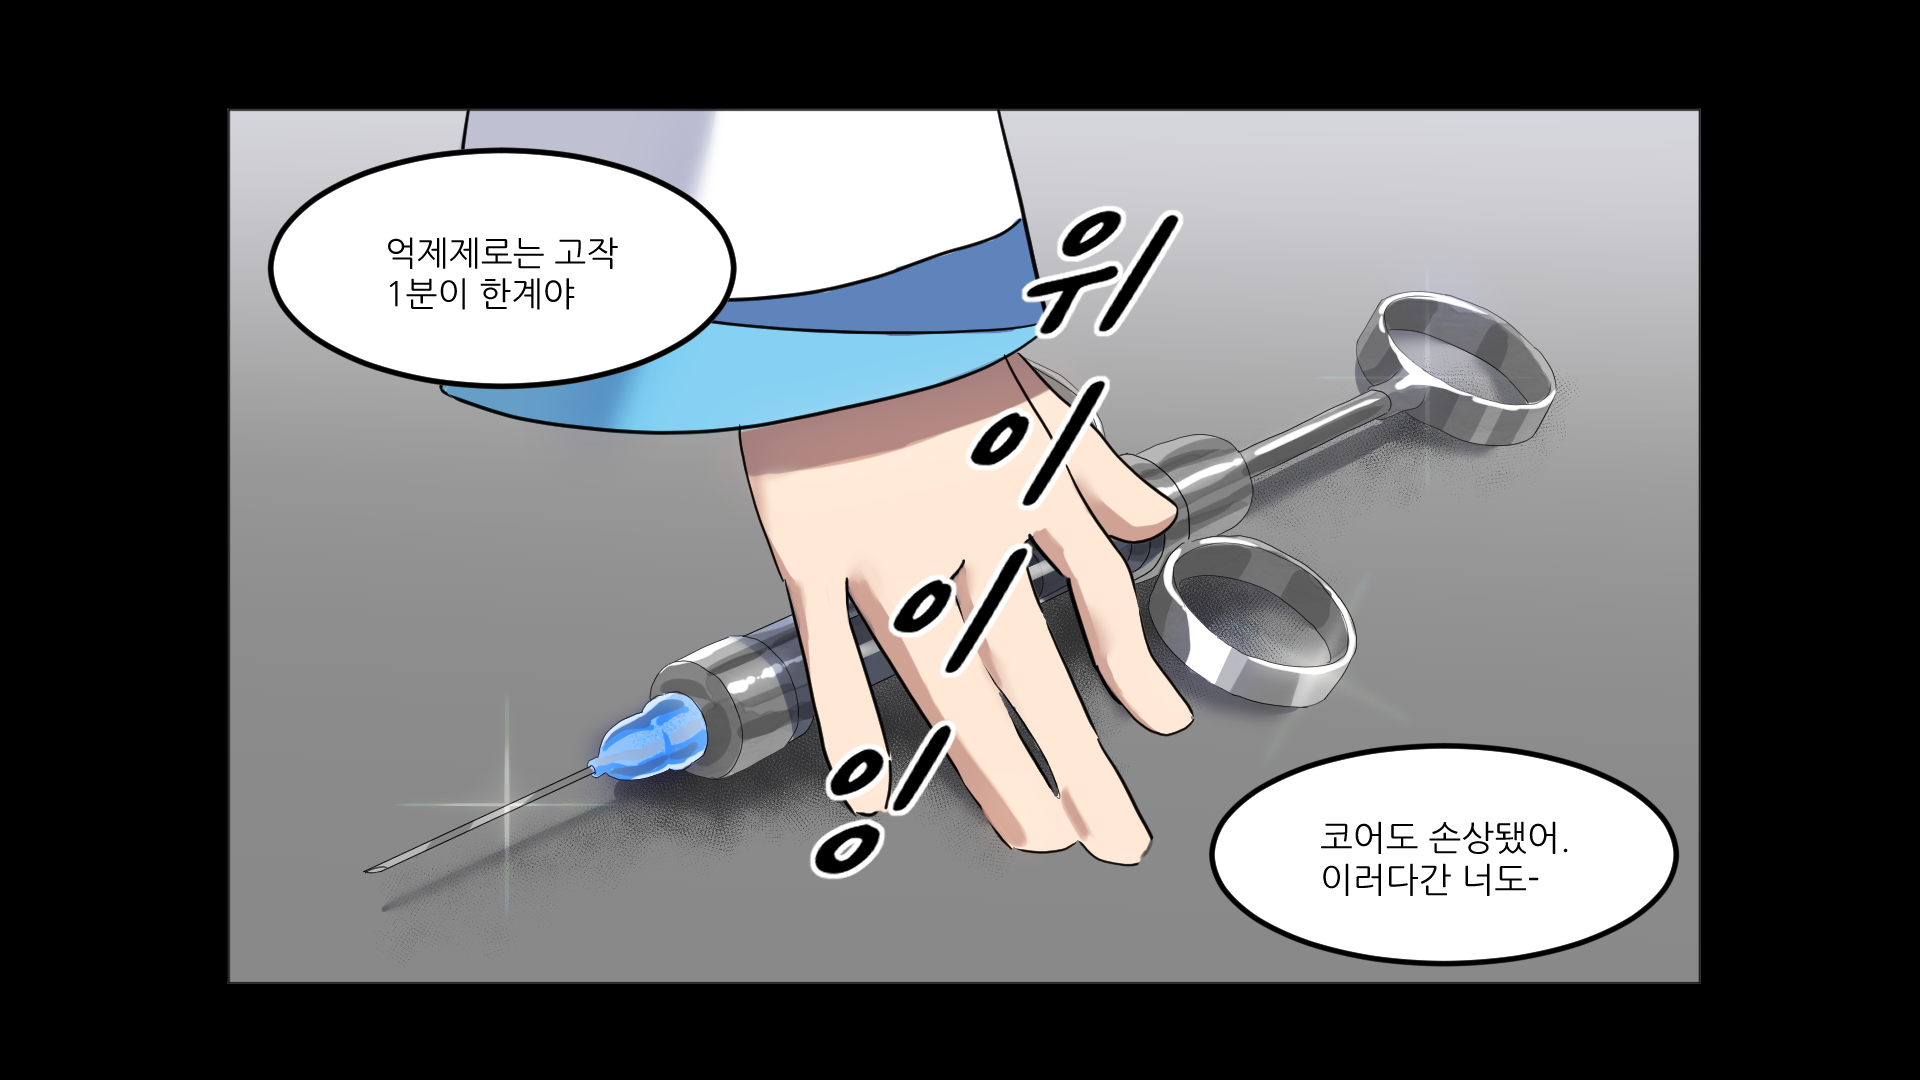 억제제로는 고작
1분이 한계야
위
이
이
잉
코어도 손상됐어.
이러다간 너도-